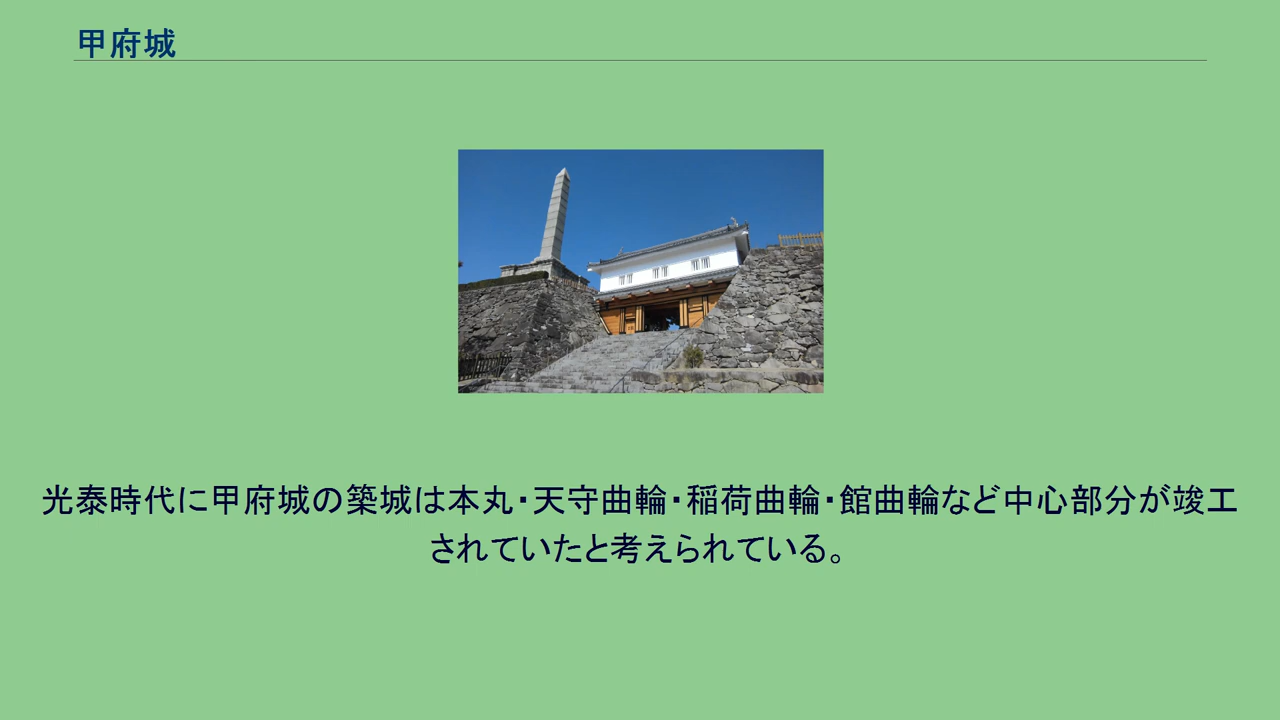 甲府城
光泰時代に甲府城の築城は本丸・天守曲輪・稲荷曲輪・館曲輪など中心部分が竣工
されていたと考えられている。